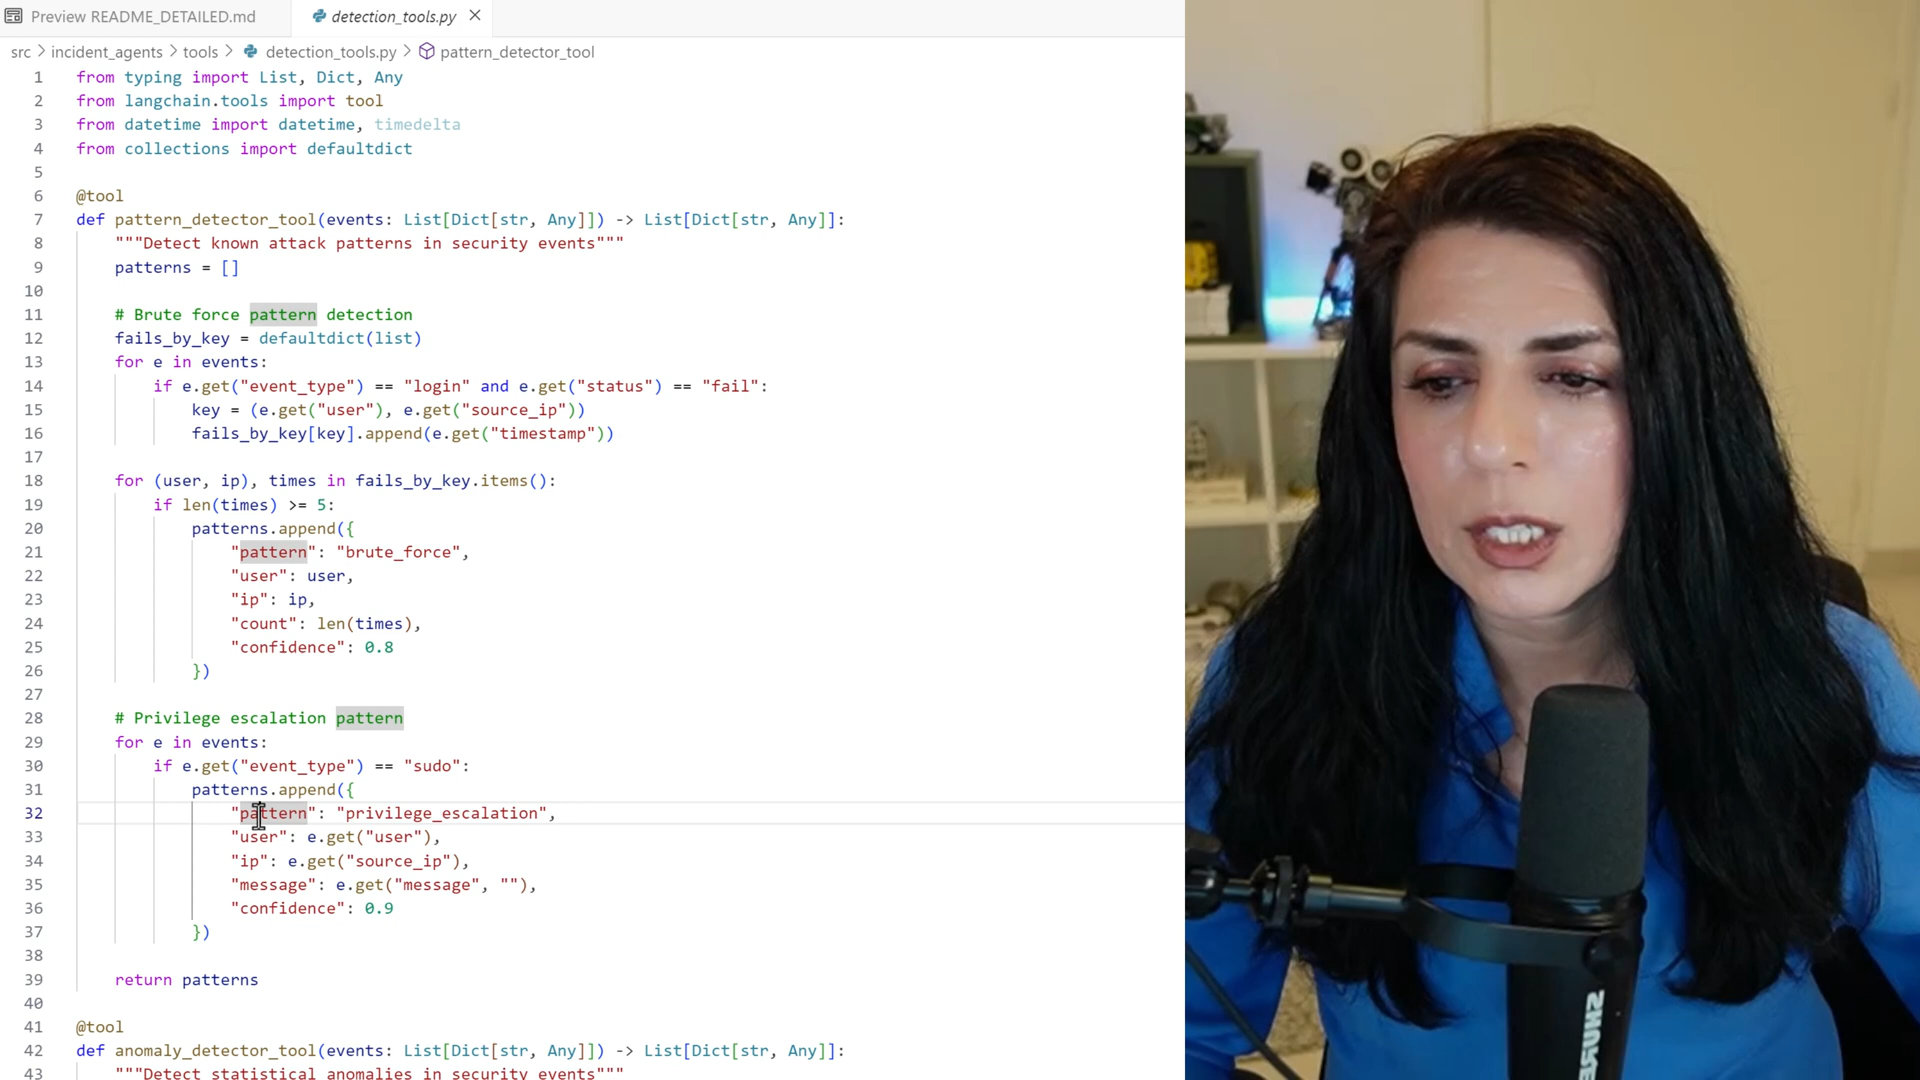 Preview README_DETAILED.md
detection_tools.py
src > incident_agents > tools > detection_tools.py > pattern_detector_tool
1 from typing import List, Dict, Any
2 from langchain.tools import tool
3 from datetime import datetime, timedelta
4 from collections import defaultdict
5
6 @tool
7 def pattern_detector_tool(events: List[Dict[str, Any]]) -> List[Dict[str, Any]]:
8 """Detect known attack patterns in security events"""
9 patterns = []
10
11 # Brute force pattern detection
12 fails_by_key = defaultdict(list)
13 for e in events:
14 if e.get("event_type") == "login" and e.get("status") == "fail":
15 key = (e.get("user"), e.get("source_ip"))
16 fails_by_key[key].append(e.get("timestamp"))
17
18 for (user, ip), times in fails_by_key.items():
19 if len(times) >= 5:
20 patterns.append({
21 "pattern": "brute_force",
22 "user": user,
23 "ip": ip,
24 "count": len(times),
25 "confidence": 0.8
26 })
27
28 # Privilege escalation pattern
29 for e in events:
30 if e.get("event_type") == "sudo":
31 patterns.append({
32 "pattern": "privilege_escalation",
33 "user": e.get("user"),
34 "ip": e.get("source_ip"),
35 "message": e.get("message", ""),
36 "confidence": 0.9
37 })
38
39 return patterns
40
41 @tool
42 def anomaly_detector_tool(events: List[Dict[str, Any]]) -> List[Dict[str, Any]]:
43 """Detect statistical anomalies in security events"""
SHURE